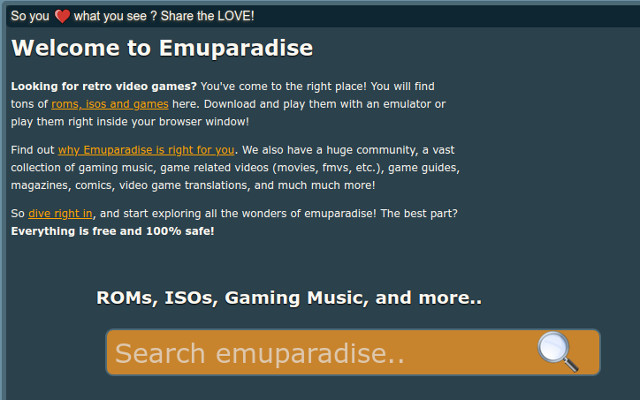 So you ❤️ what you see ? Share the LOVE!
Welcome to Emuparadise
Looking for retro video games? You've come to the right place! You will find
tons of roms, isos and games here. Download and play them with an emulator or
play them right inside your browser window!
Find out why Emuparadise is right for you. We also have a huge community, a vast
collection of gaming music, game related videos (movies, fmvs, etc.), game guides,
magazines, comics, video game translations, and much much more!
So dive right in, and start exploring all the wonders of emuparadise! The best part?
Everything is free and 100% safe!
ROMs, ISOs, Gaming Music, and more..
Search emuparadise..